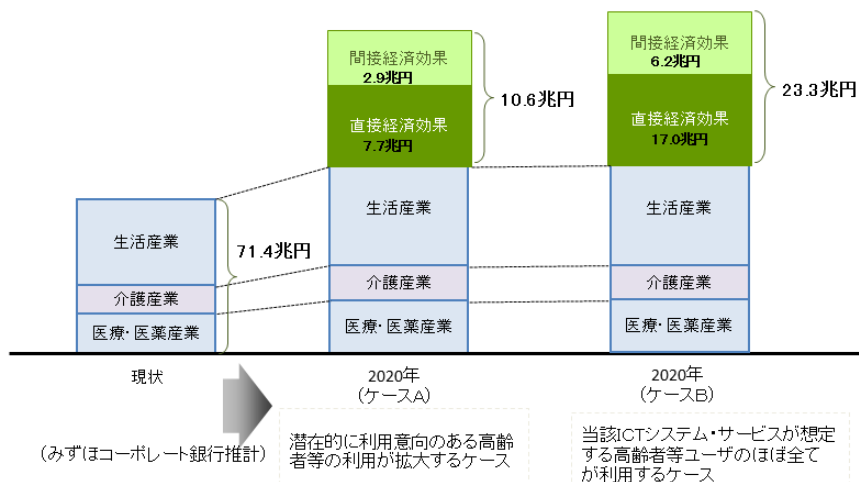 間接経済効果
2.9兆円
直接経済効果
7.7兆円
10.6兆円
間接経済効果
6.2兆円
直接経済効果
17.0兆円
23.3兆円
生活産業
介護産業
医療・医薬産業
71.4兆円
生活産業
介護産業
医療・医薬産業
生活産業
介護産業
医療・医薬産業
現状
2020年
(ケースA)
2020年
(ケースB)
(みずほコーポレート銀行推計)
潜在的に利用意向のある高齢
者等の利用が拡大するケース
当該ICTシステム・サービスが想定
する高齢者等ユーザのほぼ全て
が利用するケース